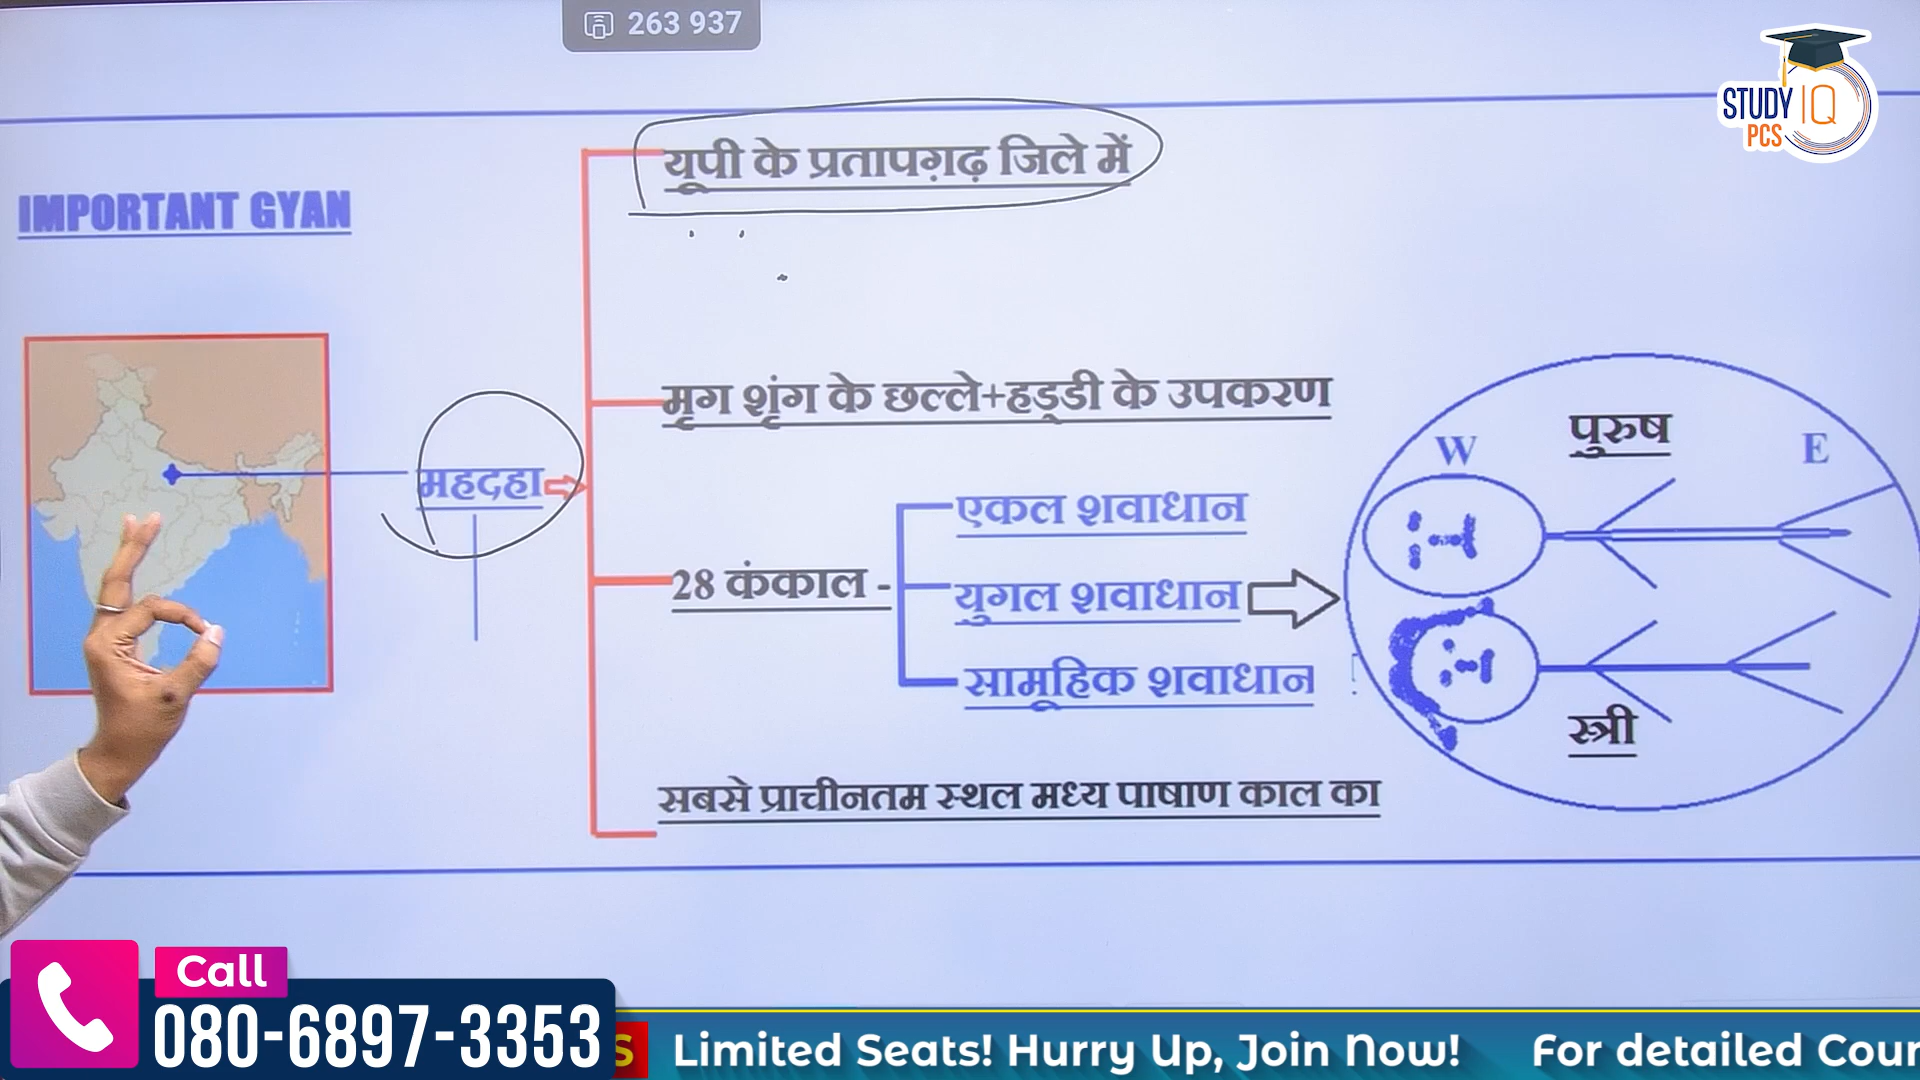 263 937
STUDY IQ
PCS
यूपी के प्रतापग़ढ़ जिले में
IMPORTANT GYAN
मृग शृंग के छल्ले+हड्डी के उपकरण
महदहा
28 कंकाल -
एकल शवाधान
युगल शवाधान
सामूहिक शवाधान
पुरुष
W
E
स्त्री
सबसे प्राचीनतम स्थल मध्य पाषाण काल का
Call
080-6897-3353
S Limited Seats! Hurry Up, Join Now! For detailed Cour